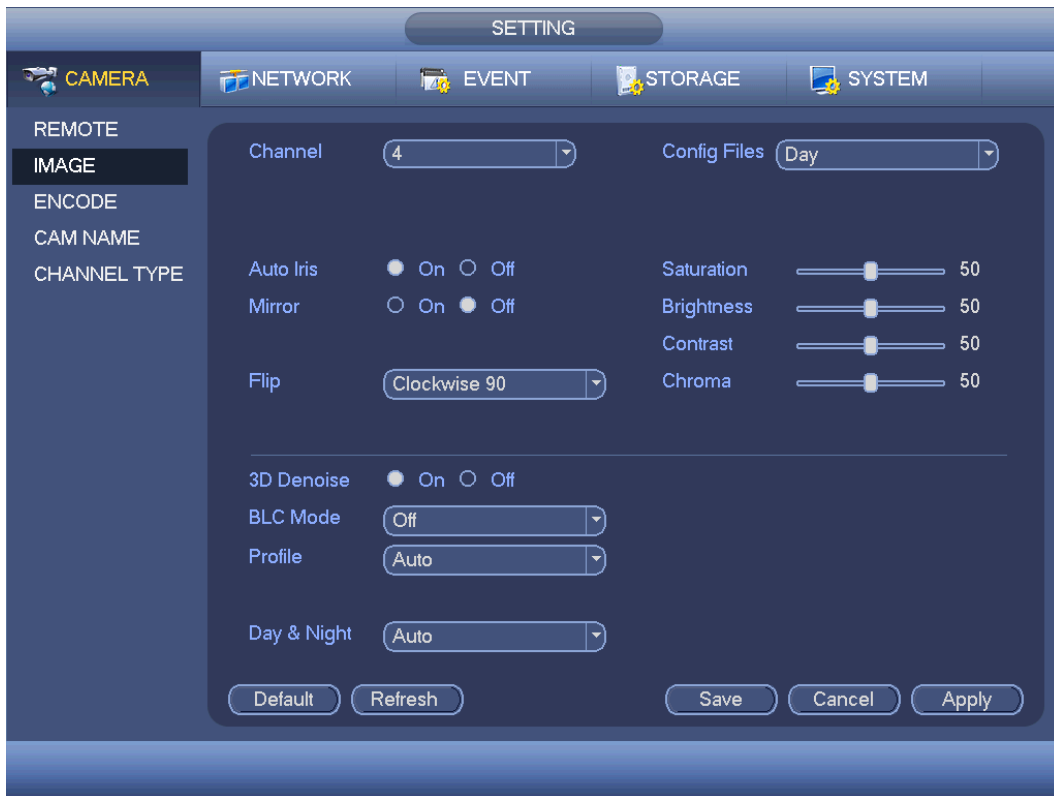 SETTING
CAMERA NETWORK EVENT STORAGE SYSTEM
REMOTE
IMAGE
ENCODE
CAM NAME
CHANNEL TYPE
Channel 4 Config Files Day
Auto Iris On Off Saturation 50
Mirror On Off Brightness 50
Contrast 50
Flip Clockwise 90 Chroma 50
3D Denoise On Off
BLC Mode Off
Profile Auto
Day & Night Auto
Default Refresh Save Cancel Apply